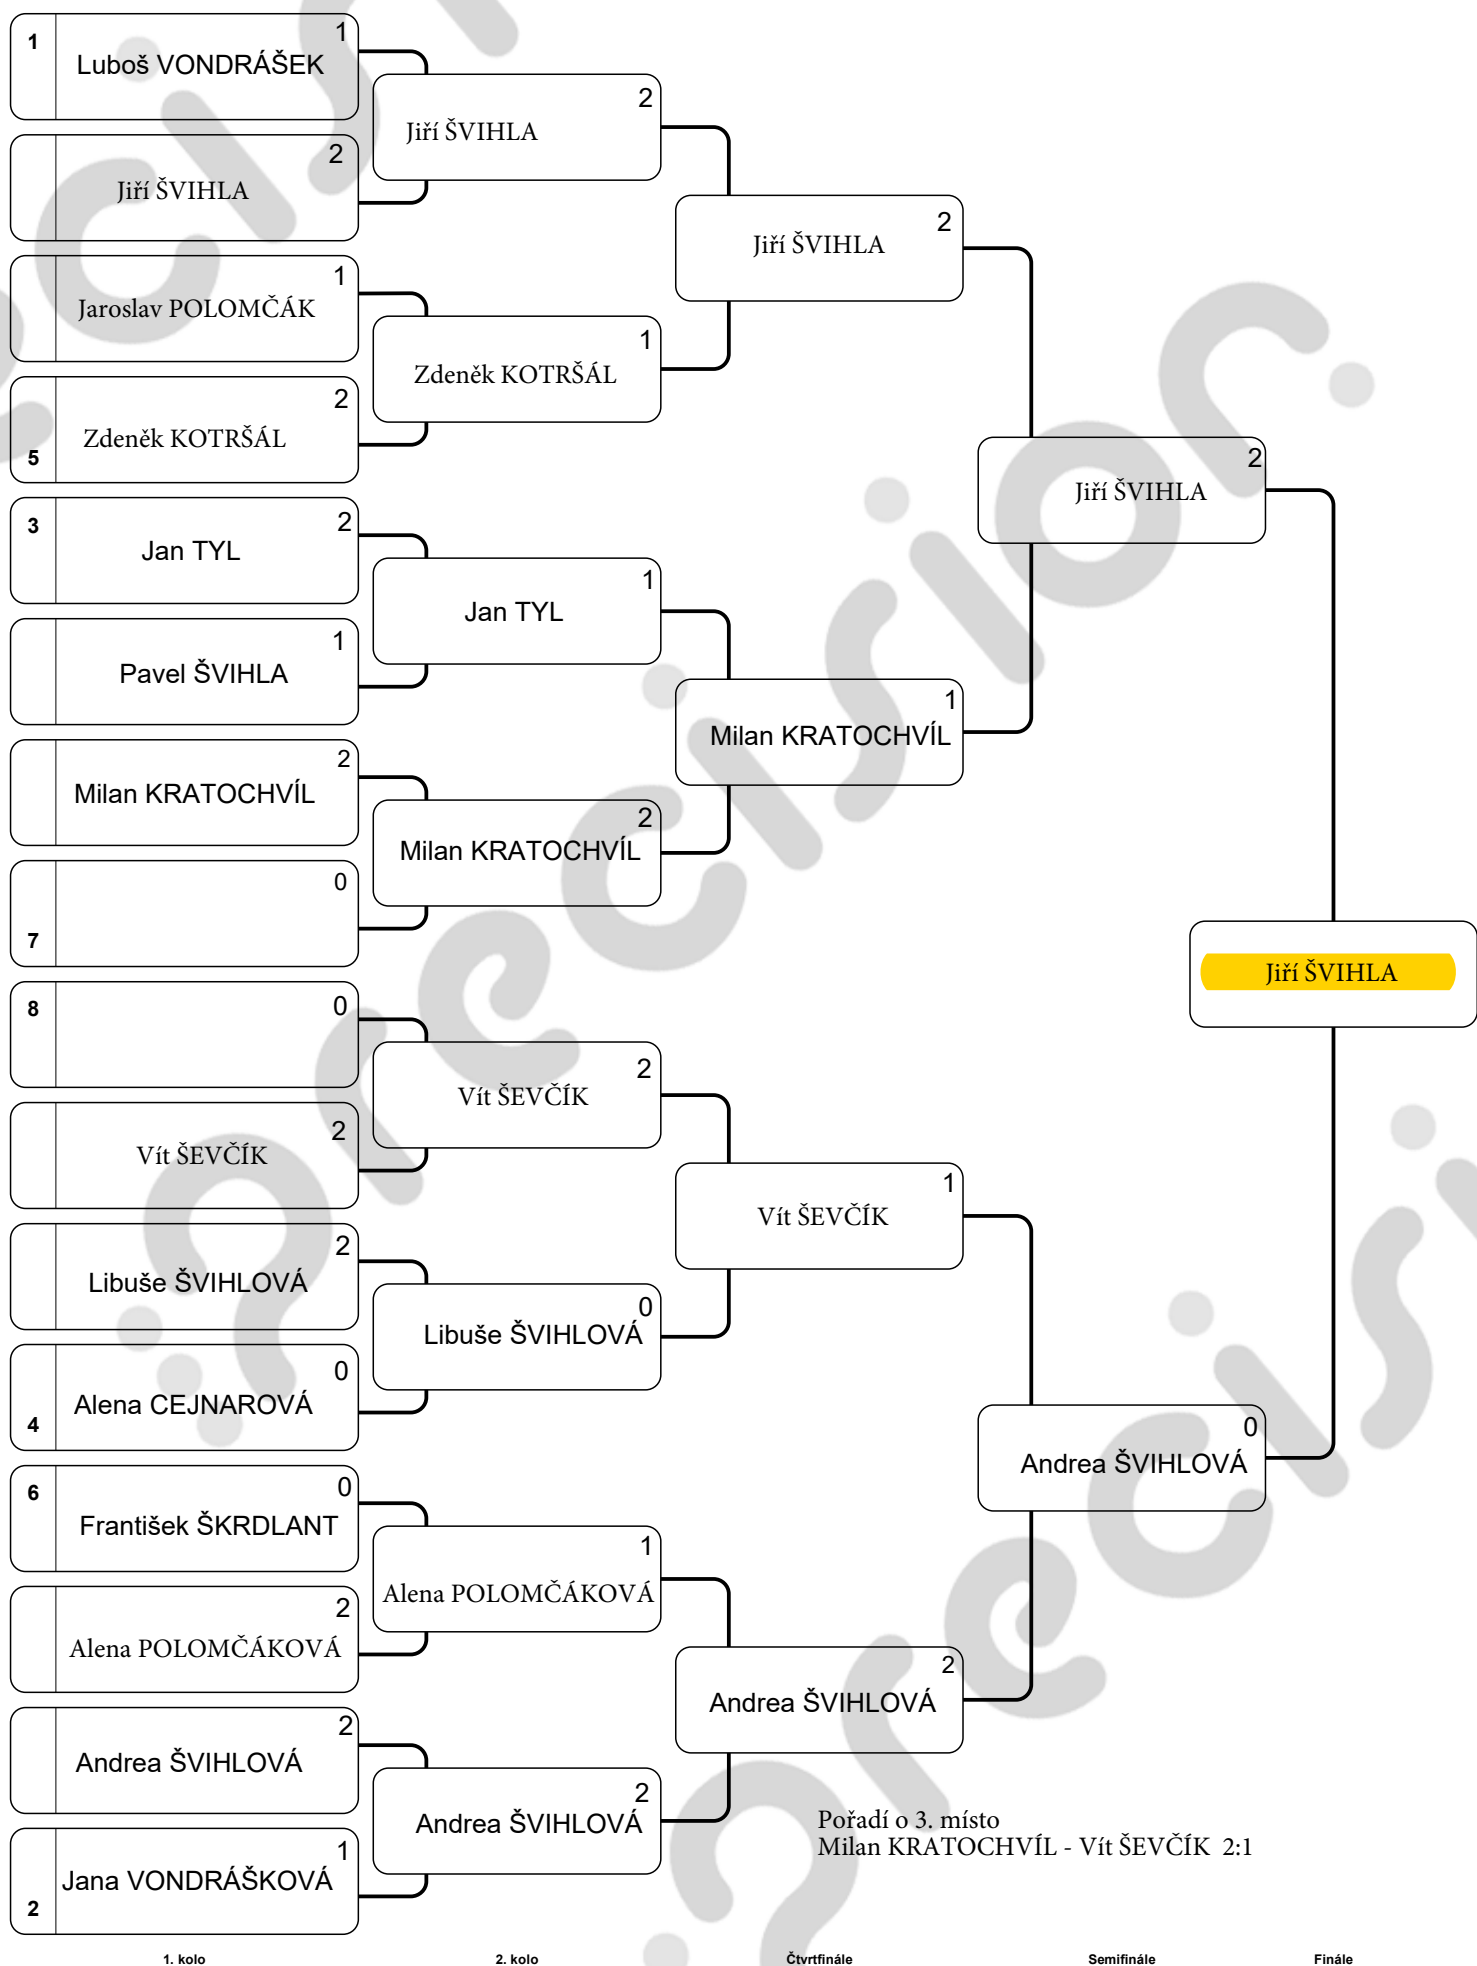 1
Luboš VONDRÁŠEK
1
Jiří ŠVIHLA
2
Jaroslav POLOMČÁK
1
5
Zdeněk KOTRŠÁL
2
3
Jan TYL
2
Pavel ŠVIHLA
1
Milan KRATOCHVÍL
2
7
0
8
0
Vít ŠEVČÍK
2
Libuše ŠVIHLOVÁ
2
4
Alena CEJNAROVÁ
0
6
František ŠKRDLANT
0
Alena POLOMČÁKOVÁ
2
Andrea ŠVIHLOVÁ
2
2
Jana VONDRÁŠKOVÁ
1
Jiří ŠVIHLA
2
Zdeněk KOTRŠÁL
1
Jan TYL
1
Milan KRATOCHVÍL
2
Vít ŠEVČÍK
2
Libuše ŠVIHLOVÁ
0
Alena POLOMČÁKOVÁ
1
Andrea ŠVIHLOVÁ
2
Jiří ŠVIHLA
2
Milan KRATOCHVÍL
1
Vít ŠEVČÍK
1
Andrea ŠVIHLOVÁ
2
Jiří ŠVIHLA
2
Andrea ŠVIHLOVÁ
0
Jiří ŠVIHLA
Pořadí o 3. místo
Milan KRATOCHVÍL - Vít ŠEVČÍK 2:1
1. kolo
2. kolo
Čtvrtfinále
Semifinále
Finále